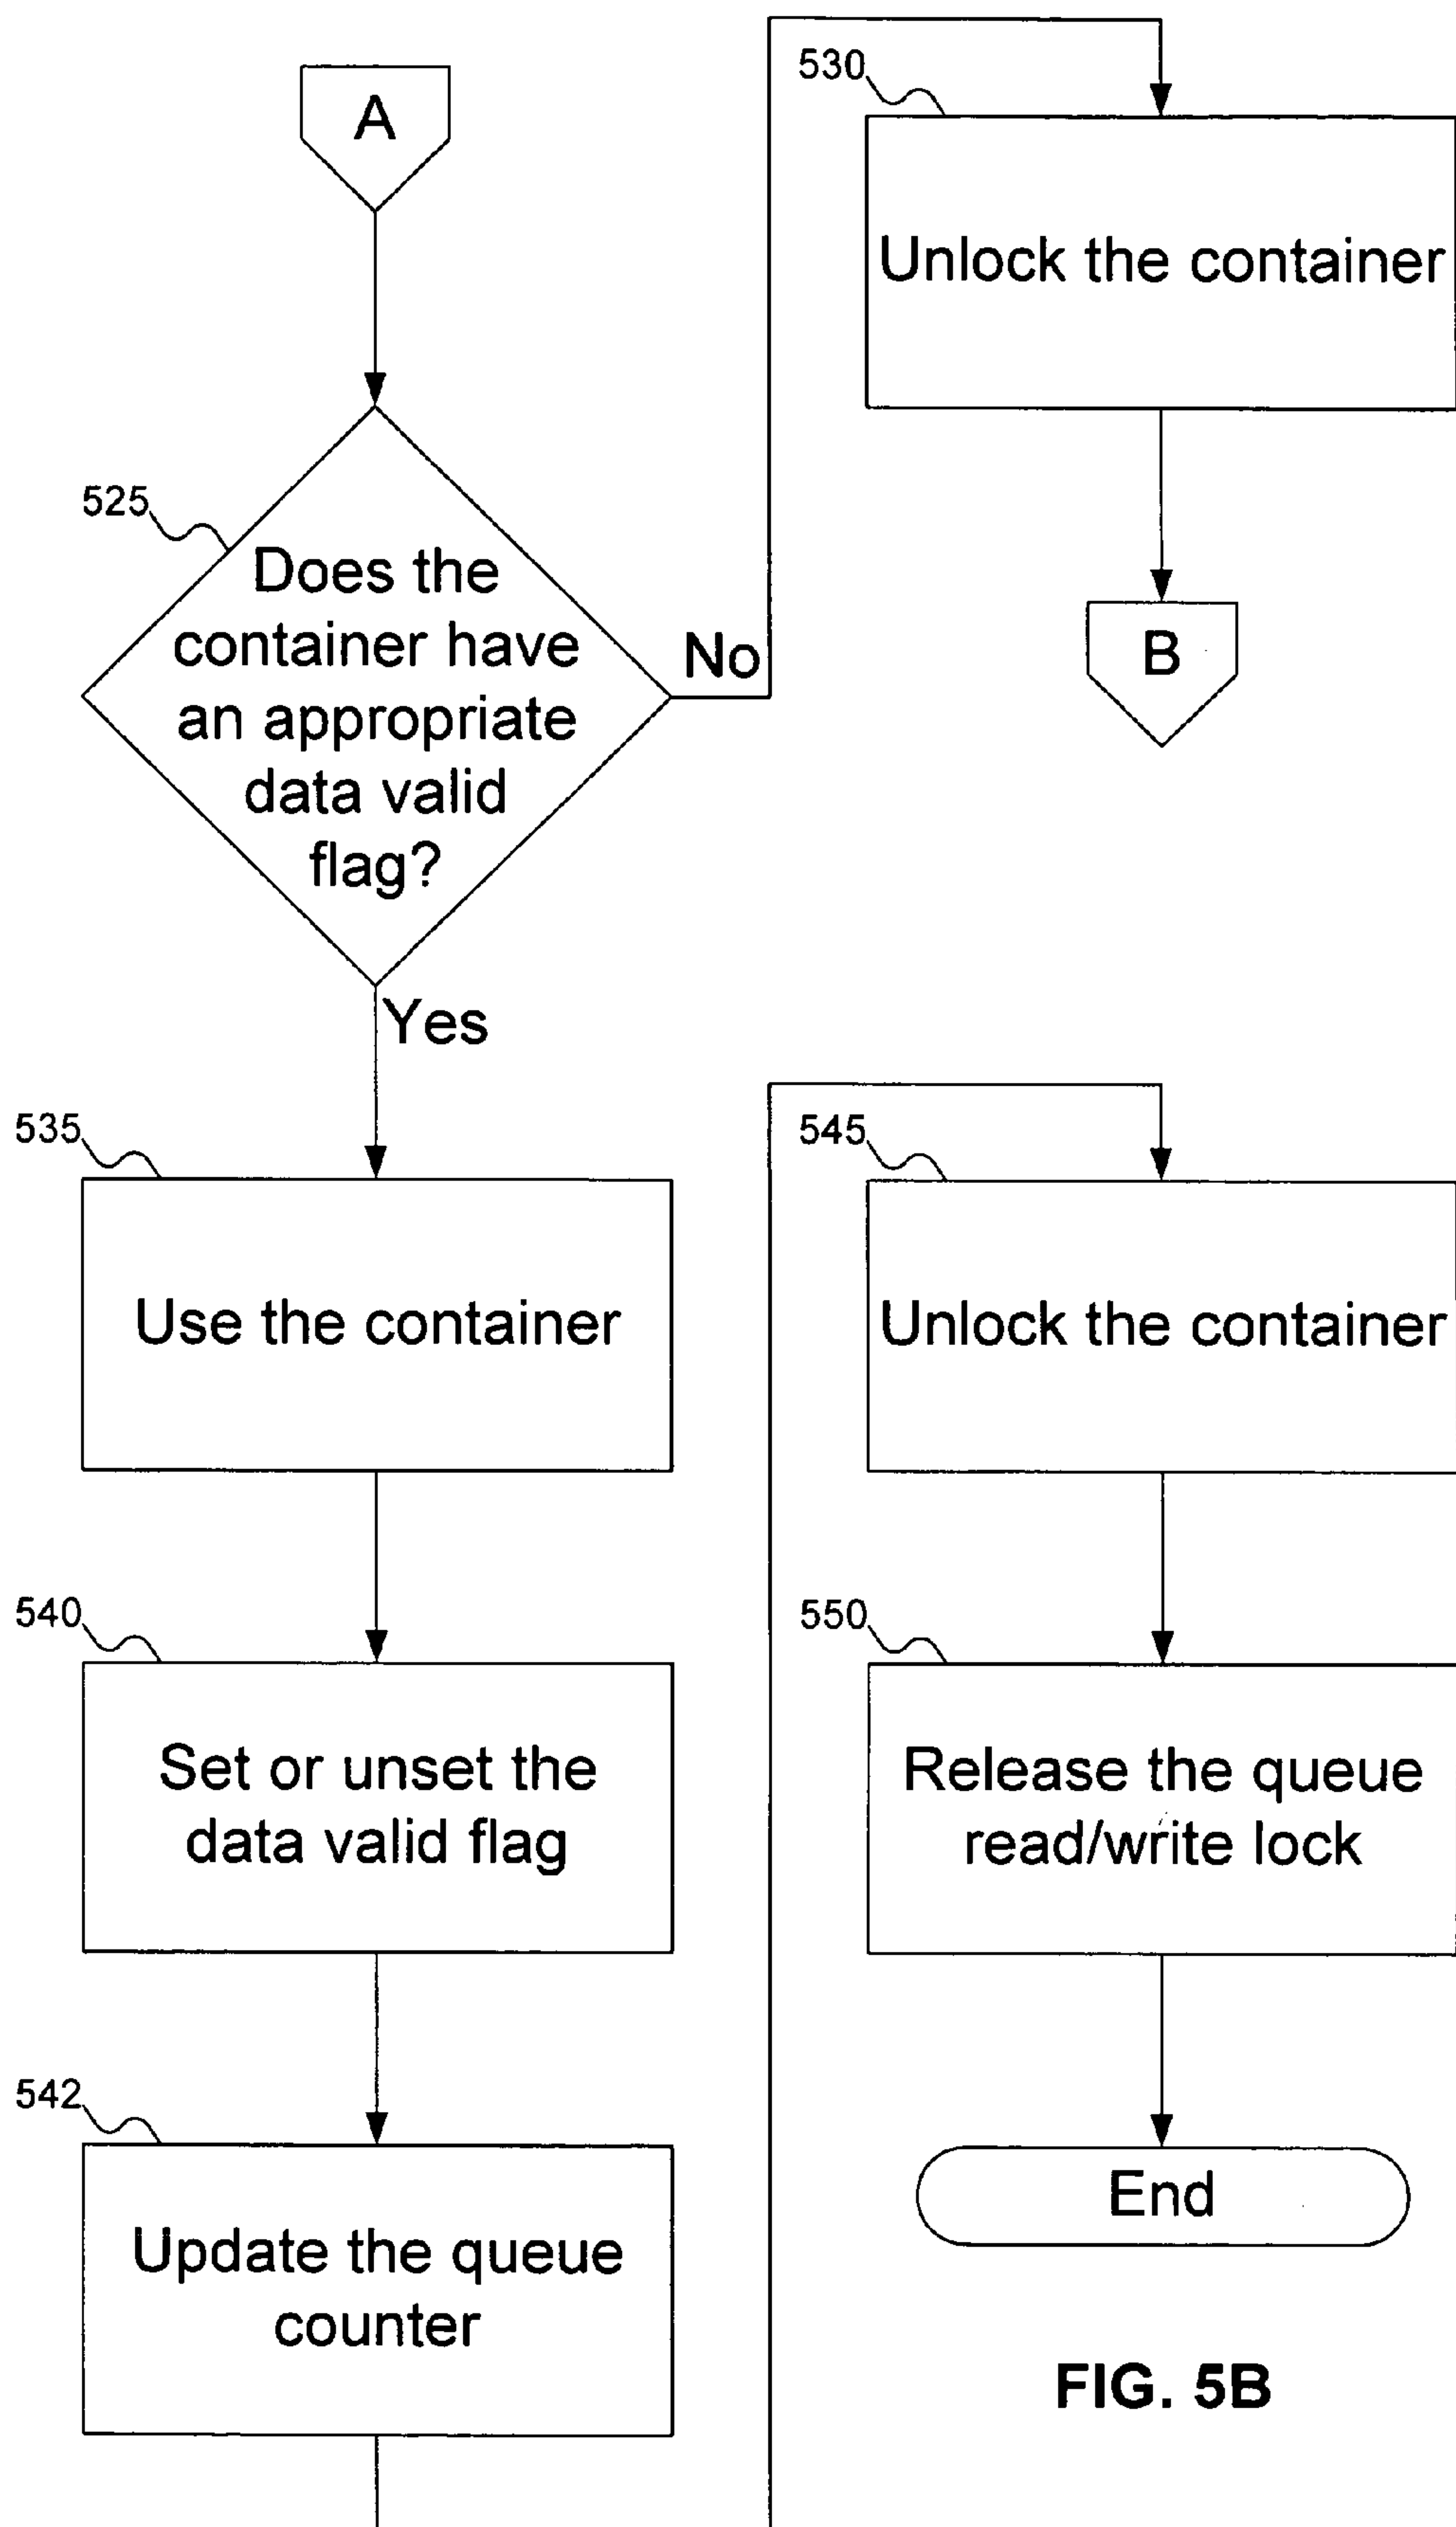 A
525
Does the
container have
an appropriate
data valid
flag?
No
Yes
530
Unlock the container
B
535
Use the container
540
Set or unset the
data valid flag
542
Update the queue
counter
545
Unlock the container
550
Release the queue
read/write lock
End
FIG. 5B